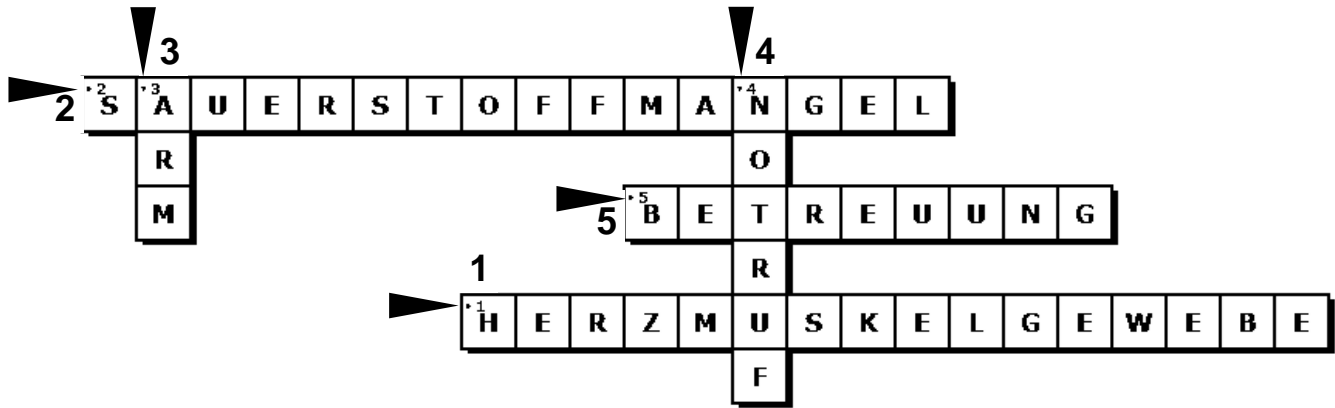 3 4
2 SAUERSTOFFMANGEL
ARM
NOTRUF
5 BETREUUNG
1
HERZMUSKELGEWEBE